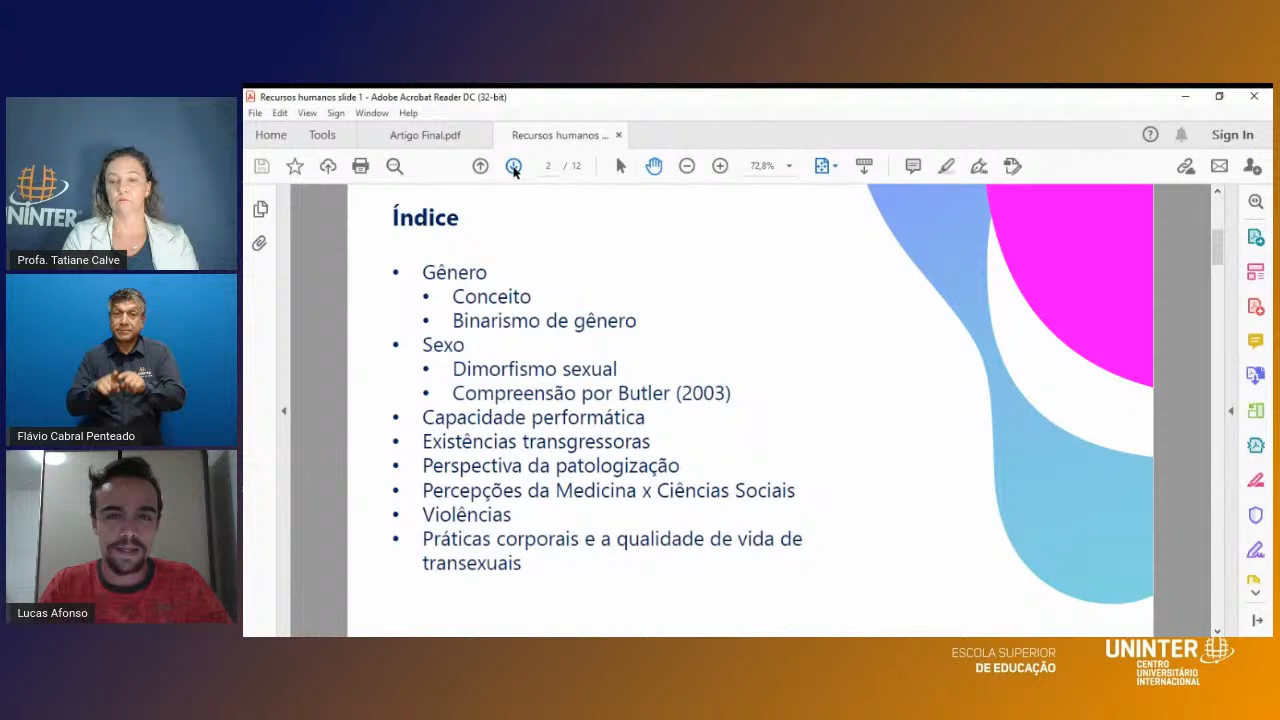 Recursos humanos slide 1 - Adobe Acrobat Reader DC (32-bit)
File Edit View Sign Window Help
Home Tools Artigo Final.pdf Recursos humanos ... × Sign In
2 / 12 72,8%
Índice
• Gênero
• Conceito
• Binarismo de gênero
• Sexo
• Dimorfismo sexual
• Compreensão por Butler (2003)
• Capacidade performática
• Existências transgressoras
• Perspectiva da patologização
• Percepções da Medicina x Ciências Sociais
• Violências
• Práticas corporais e a qualidade de vida de
transexuais
UNINTER
Profa. Tatiane Calve
Flávio Cabral Penteado
Lucas Afonso
ESCOLA SUPERIOR
DE EDUCAÇÃO
UNINTER
CENTRO
UNIVERSITÁRIO
INTERNACIONAL